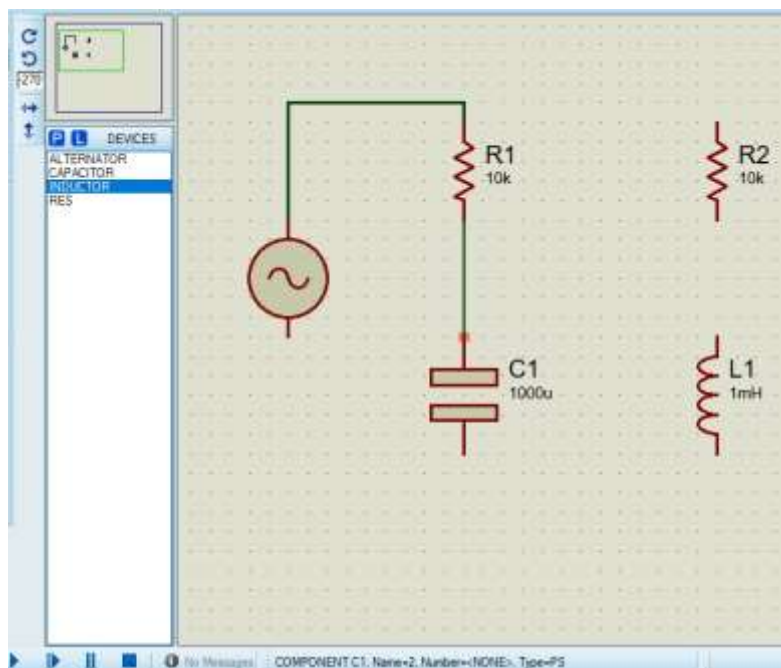 -270
P L DEVICES
ALTERNATOR
CAPACITOR
INDUCTOR
RES
R1
10k
R2
10k
C1
1000u
L1
1mH
No Messages
COMPONENT C1, Name=2, Number=<NONE>, Type=PS